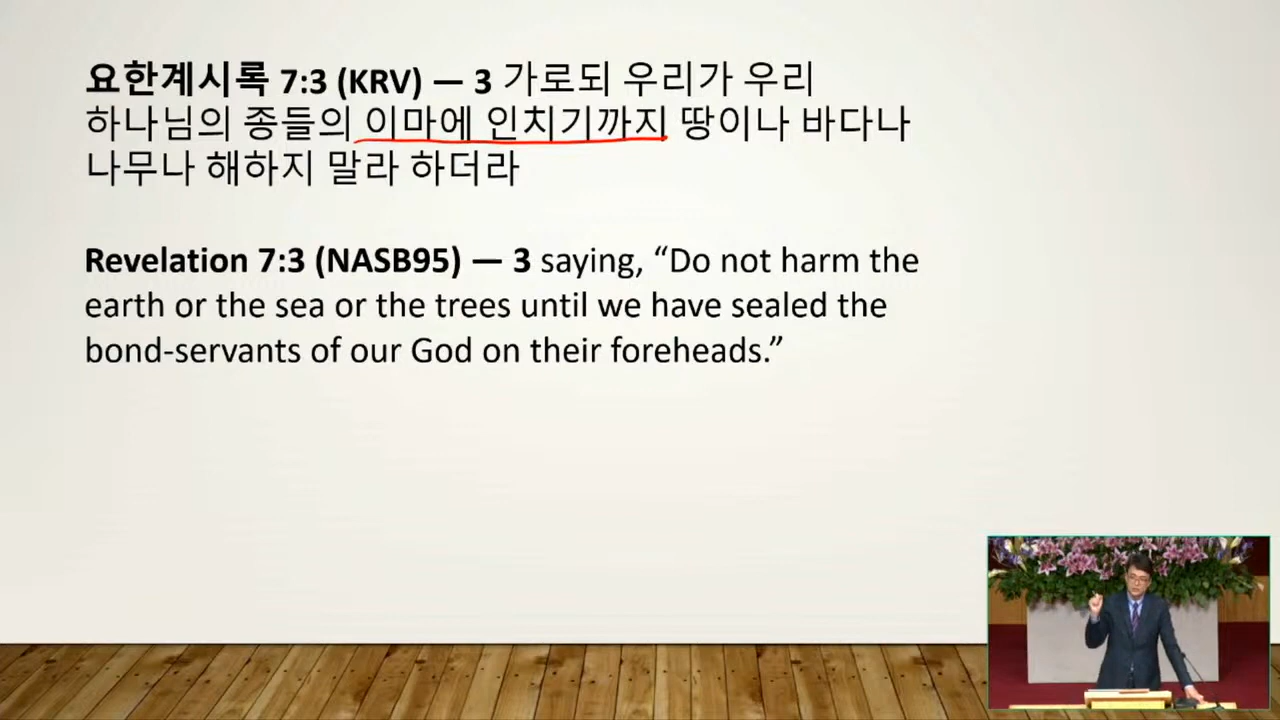 요한계시록 7:3 (KRV) — 3 가로되 우리가 우리
하나님의 종들의 이마에 인치기까지 땅이나 바다나
나무나 해하지 말라 하더라
Revelation 7:3 (NASB95) — 3 saying, “Do not harm the
earth or the sea or the trees until we have sealed the
bond-servants of our God on their foreheads.”